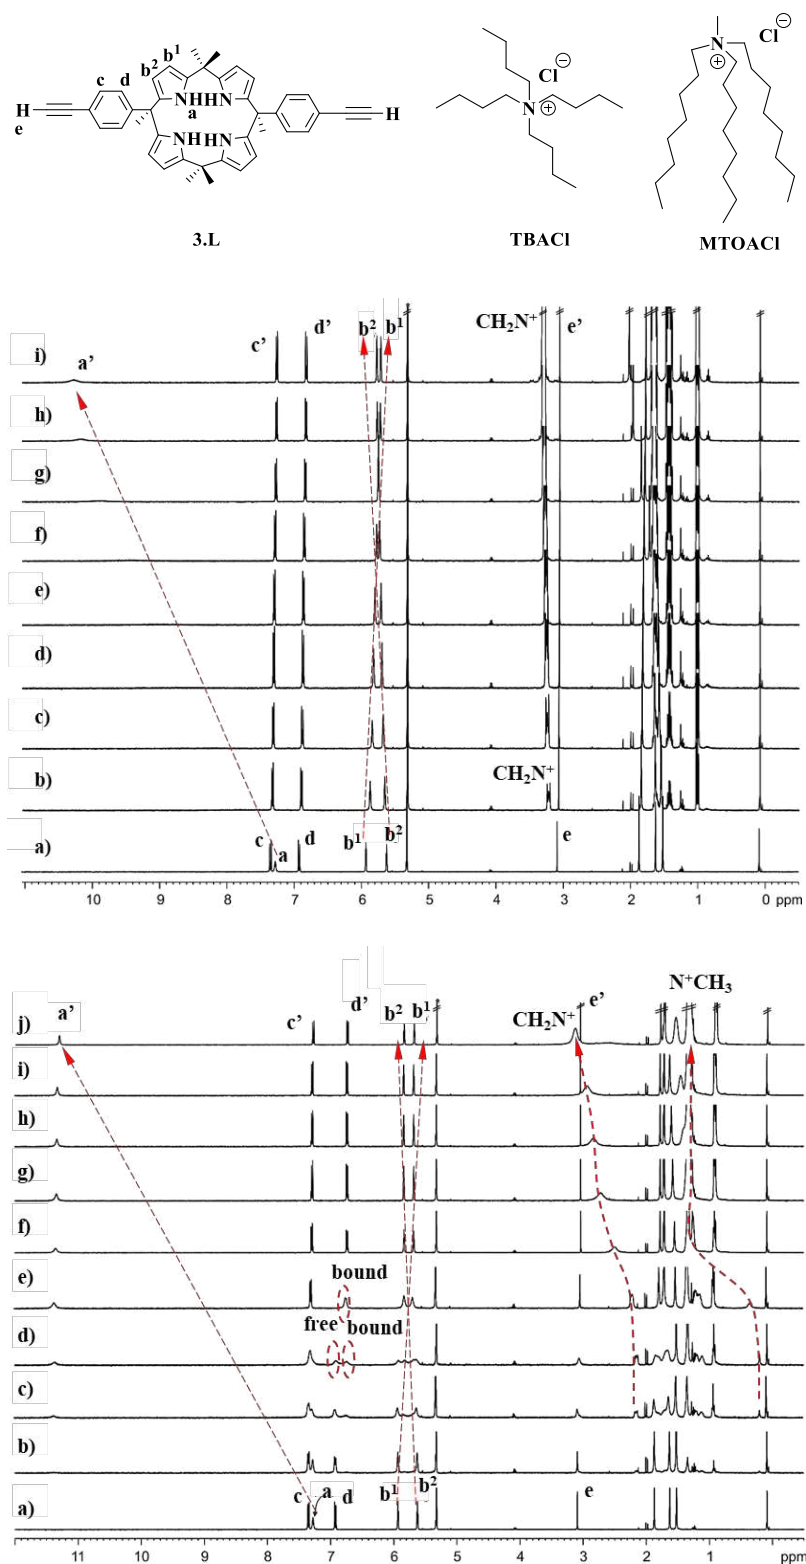 c d b² b¹
H NHHN H
e a
NH HN
3.L
Cl⊖
N⊕
TBACl
N⊕ Cl⊖
MTOACl
i) a' c' d' b² b¹ CH₂N⁺ e'
h)
g)
f)
e)
d)
c)
b) CH₂N⁺
a) c a d b¹ b² e
10 9 8 7 6 5 4 3 2 1 0 ppm
j) a' c' d' b² b¹ CH₂N⁺ e' N⁺CH₃
i)
h)
g)
f)
e) bound
d) free bound
c)
b)
a) c a d b¹ b² e
11 10 9 8 7 6 5 4 3 2 1 ppm